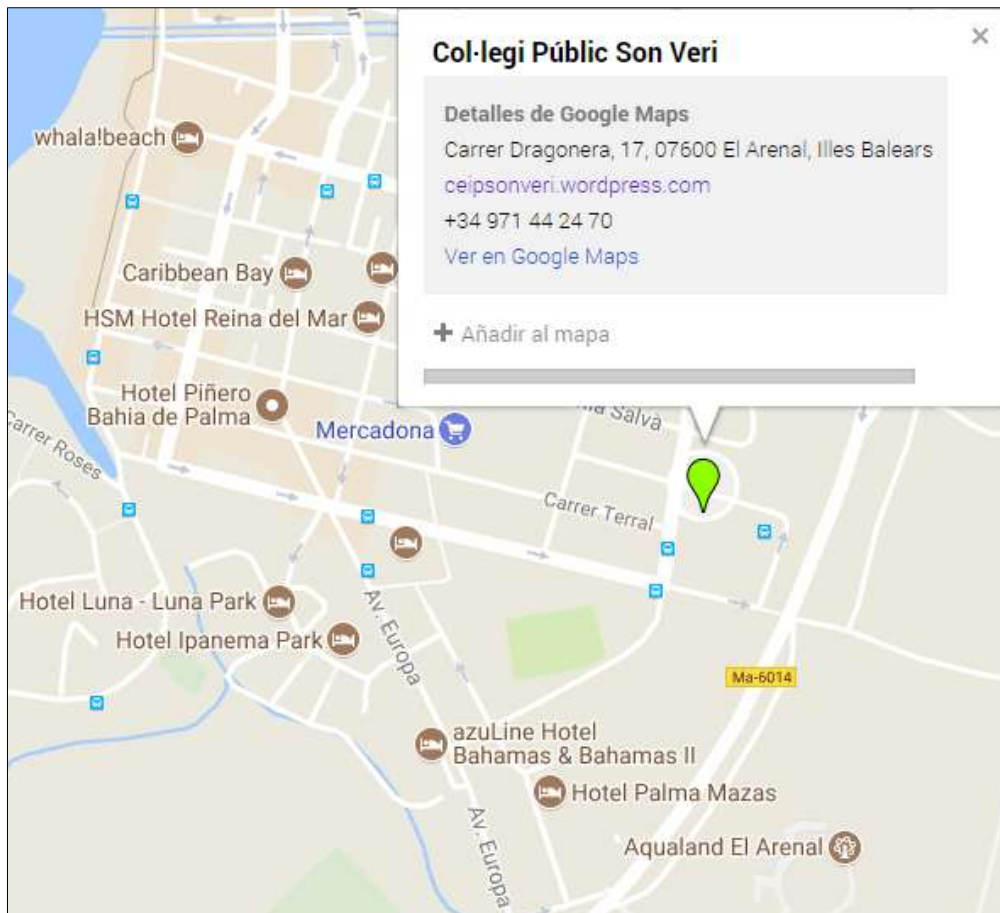 Col·legi Públic Son Veri
×
Detalles de Google Maps
Carrer Dragonera, 17, 07600 El Arenal, Illes Balears
ceipsonveri.wordpress.com
+34 971 44 24 70
Ver en Google Maps
+ Añadir al mapa
whala!beach
Caribbean Bay
HSM Hotel Reina del Mar
Hotel Piñero
Bahia de Palma
Mercadona
Salvà
Carrer Roses
Carrer Terral
Hotel Luna - Luna Park
Hotel Ipanema Park
Av. Europa
Ma-6014
azuLine Hotel
Bahamas & Bahamas II
Hotel Palma Mazas
Av. Europa
Aqualand El Arenal